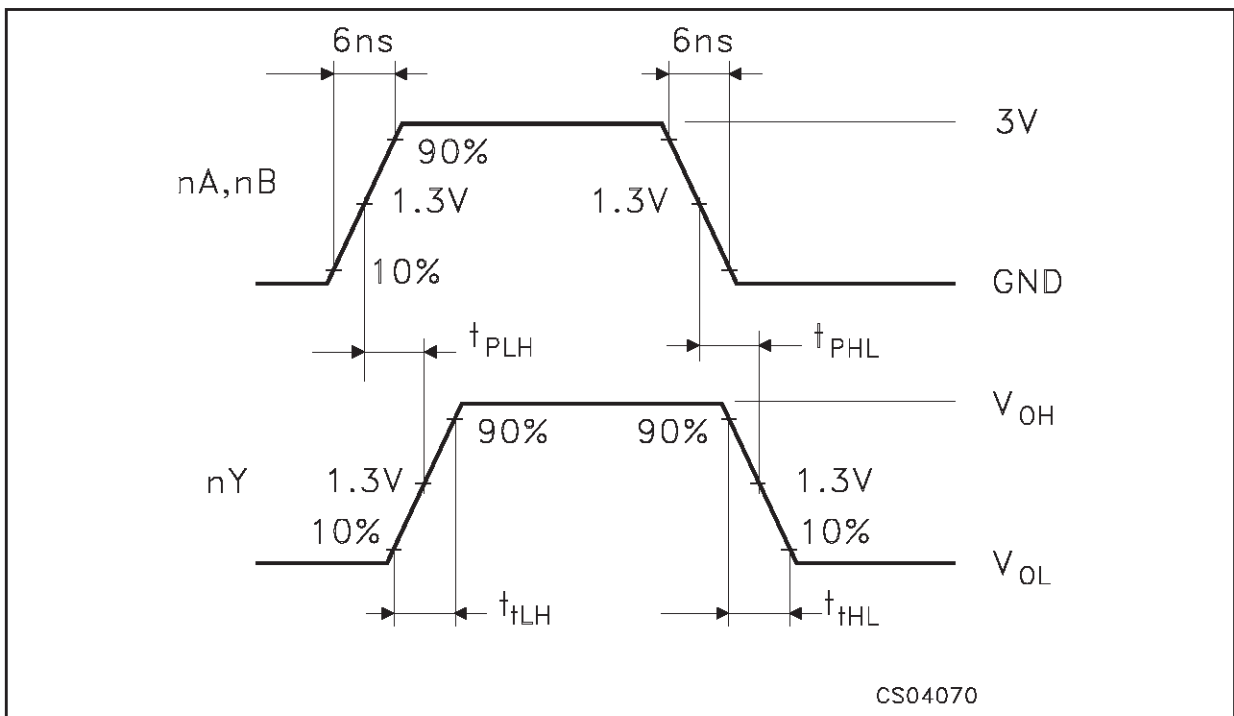 6ns 6ns
3V
90%
nA,nB 1.3V 1.3V
10%
GND
tPLH tPHL
VOH
90% 90%
nY 1.3V 1.3V
10% 10%
VOL
ttLH ttHL
CS04070